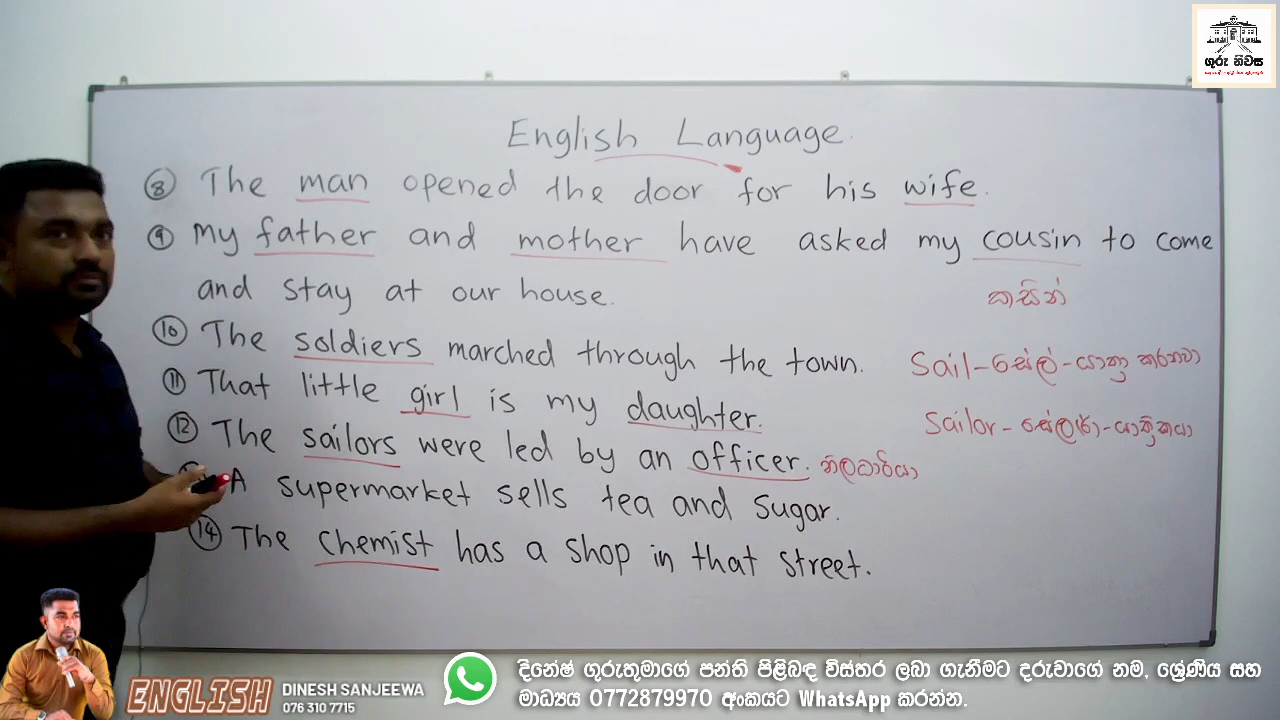 ගුරු නිවස
English Language.
⑧ The man opened the door for his wife.
⑨ My father and mother have asked my cousin to come
and stay at our house.
කසින්
⑩ The soldiers marched through the town.
Sail - සේල් - යාත්‍රා කරනවා
⑪ That little girl is my daughter.
Sailor - සේල(ර්) - යාත්‍රිකයා
⑫ The sailors were led by an officer. නිලධාරියා
A supermarket sells tea and sugar.
⑭ The chemist has a shop in that street.
ENGLISH
DINESH SANJEEWA
076 310 7715
දිනේෂ් ගුරුතුමාගේ පන්ති පිළිබඳ විස්තර ලබා ගැනීමට දරුවාගේ නම, ශ්‍රේණිය සහ
මාධ්‍යය 0772879970 අංකයට WhatsApp කරන්න.